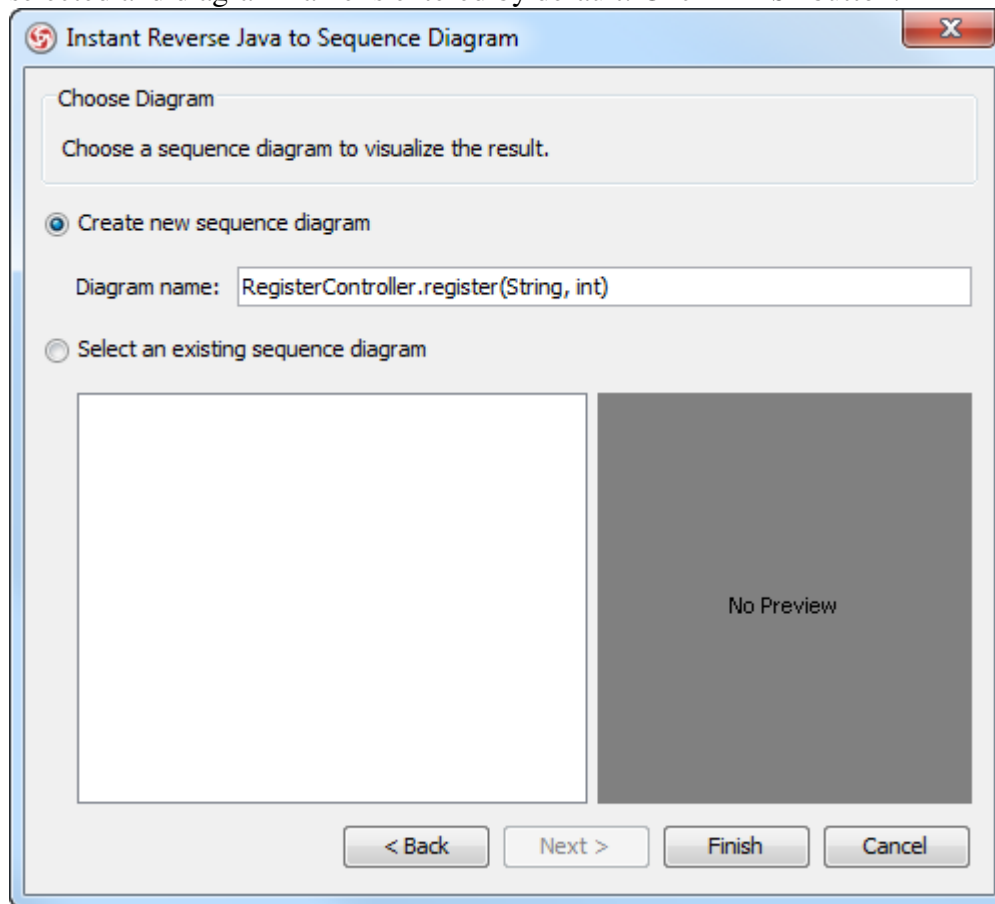 Instant Reverse Java to Sequence Diagram
Choose Diagram
Choose a sequence diagram to visualize the result.
Create new sequence diagram
Diagram name: RegisterController.register(String, int)
Select an existing sequence diagram
No Preview
< Back Next > Finish Cancel